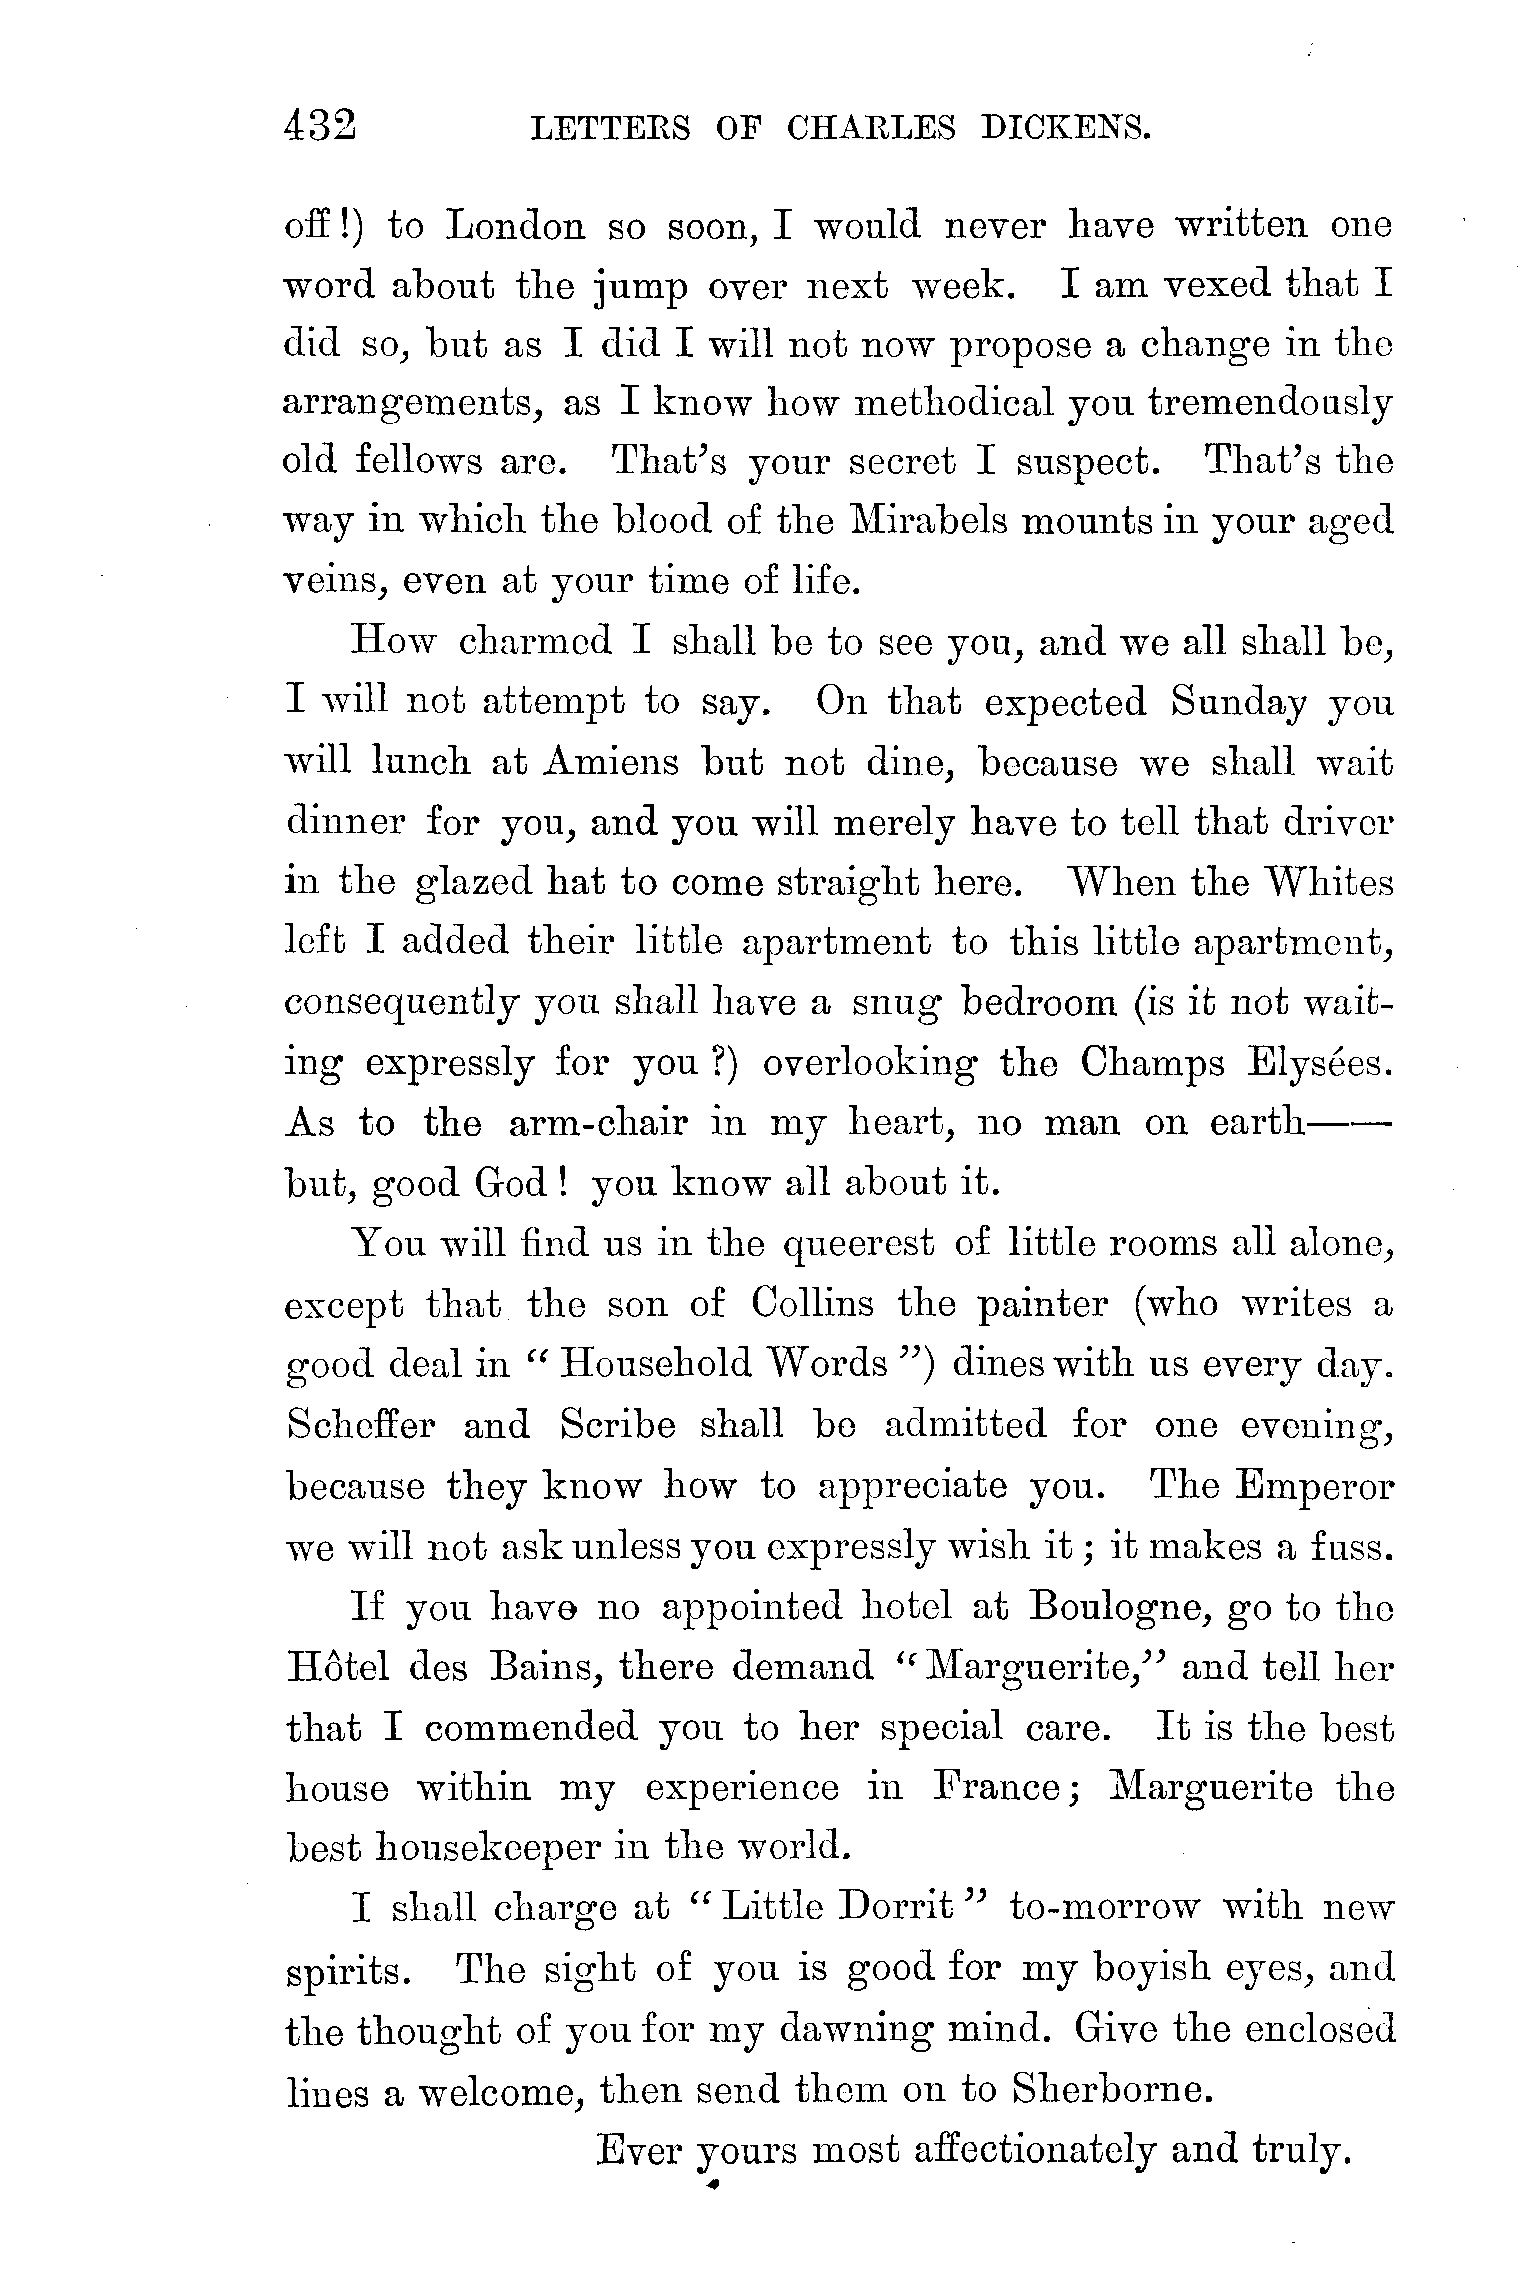 432 LETTERS OF CHARLES DICKENS.
off!) to London so soon, I would never have written one
word about the jump over next week. I am vexed that I
did so, but as I did I will not now propose a change in the
arrangements, as I know how methodical you tremendously
old fellows are. That's your secret I suspect. That's the
way in which the blood of the Mirabels mounts in your aged
veins, even at your time of life.
How charmed I shall be to see you, and we all shall be,
I will not attempt to say. On that expected Sunday you
will lunch at Amiens but not dine, because we shall wait
dinner for you, and you will merely have to tell that driver
in the glazed hat to come straight here. When the Whites
left I added their little apartment to this little apartment,
consequently you shall have a snug bedroom (is it not wait-
ing expressly for you?) overlooking the Champs Elysées.
As to the arm-chair in my heart, no man on earth——
but, good God! you know all about it.
You will find us in the queerest of little rooms all alone,
except that the son of Collins the painter (who writes a
good deal in "Household Words") dines with us every day.
Scheffer and Scribe shall be admitted for one evening,
because they know how to appreciate you. The Emperor
we will not ask unless you expressly wish it; it makes a fuss.
If you have no appointed hotel at Boulogne, go to the
Hôtel des Bains, there demand "Marguerite," and tell her
that I commended you to her special care. It is the best
house within my experience in France; Marguerite the
best housekeeper in the world.
I shall charge at "Little Dorrit" to-morrow with new
spirits. The sight of you is good for my boyish eyes, and
the thought of you for my dawning mind. Give the enclosed
lines a welcome, then send them on to Sherborne.
Ever yours most affectionately and truly.